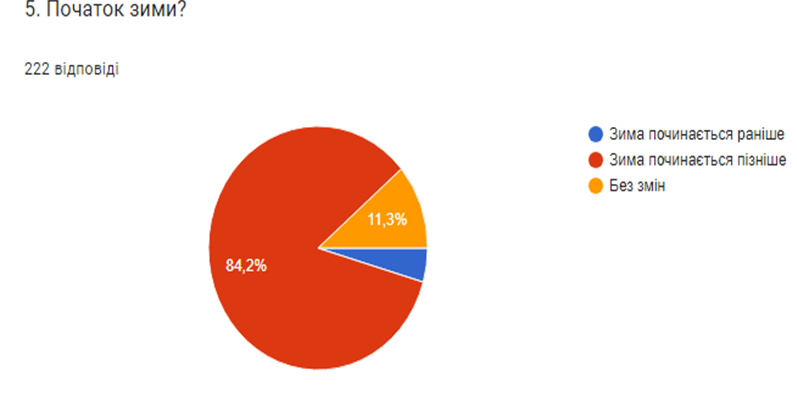 5. Початок зими?
222 відповіді
Зима починається раніше
Зима починається пізніше
Без змін
11,3%
84,2%